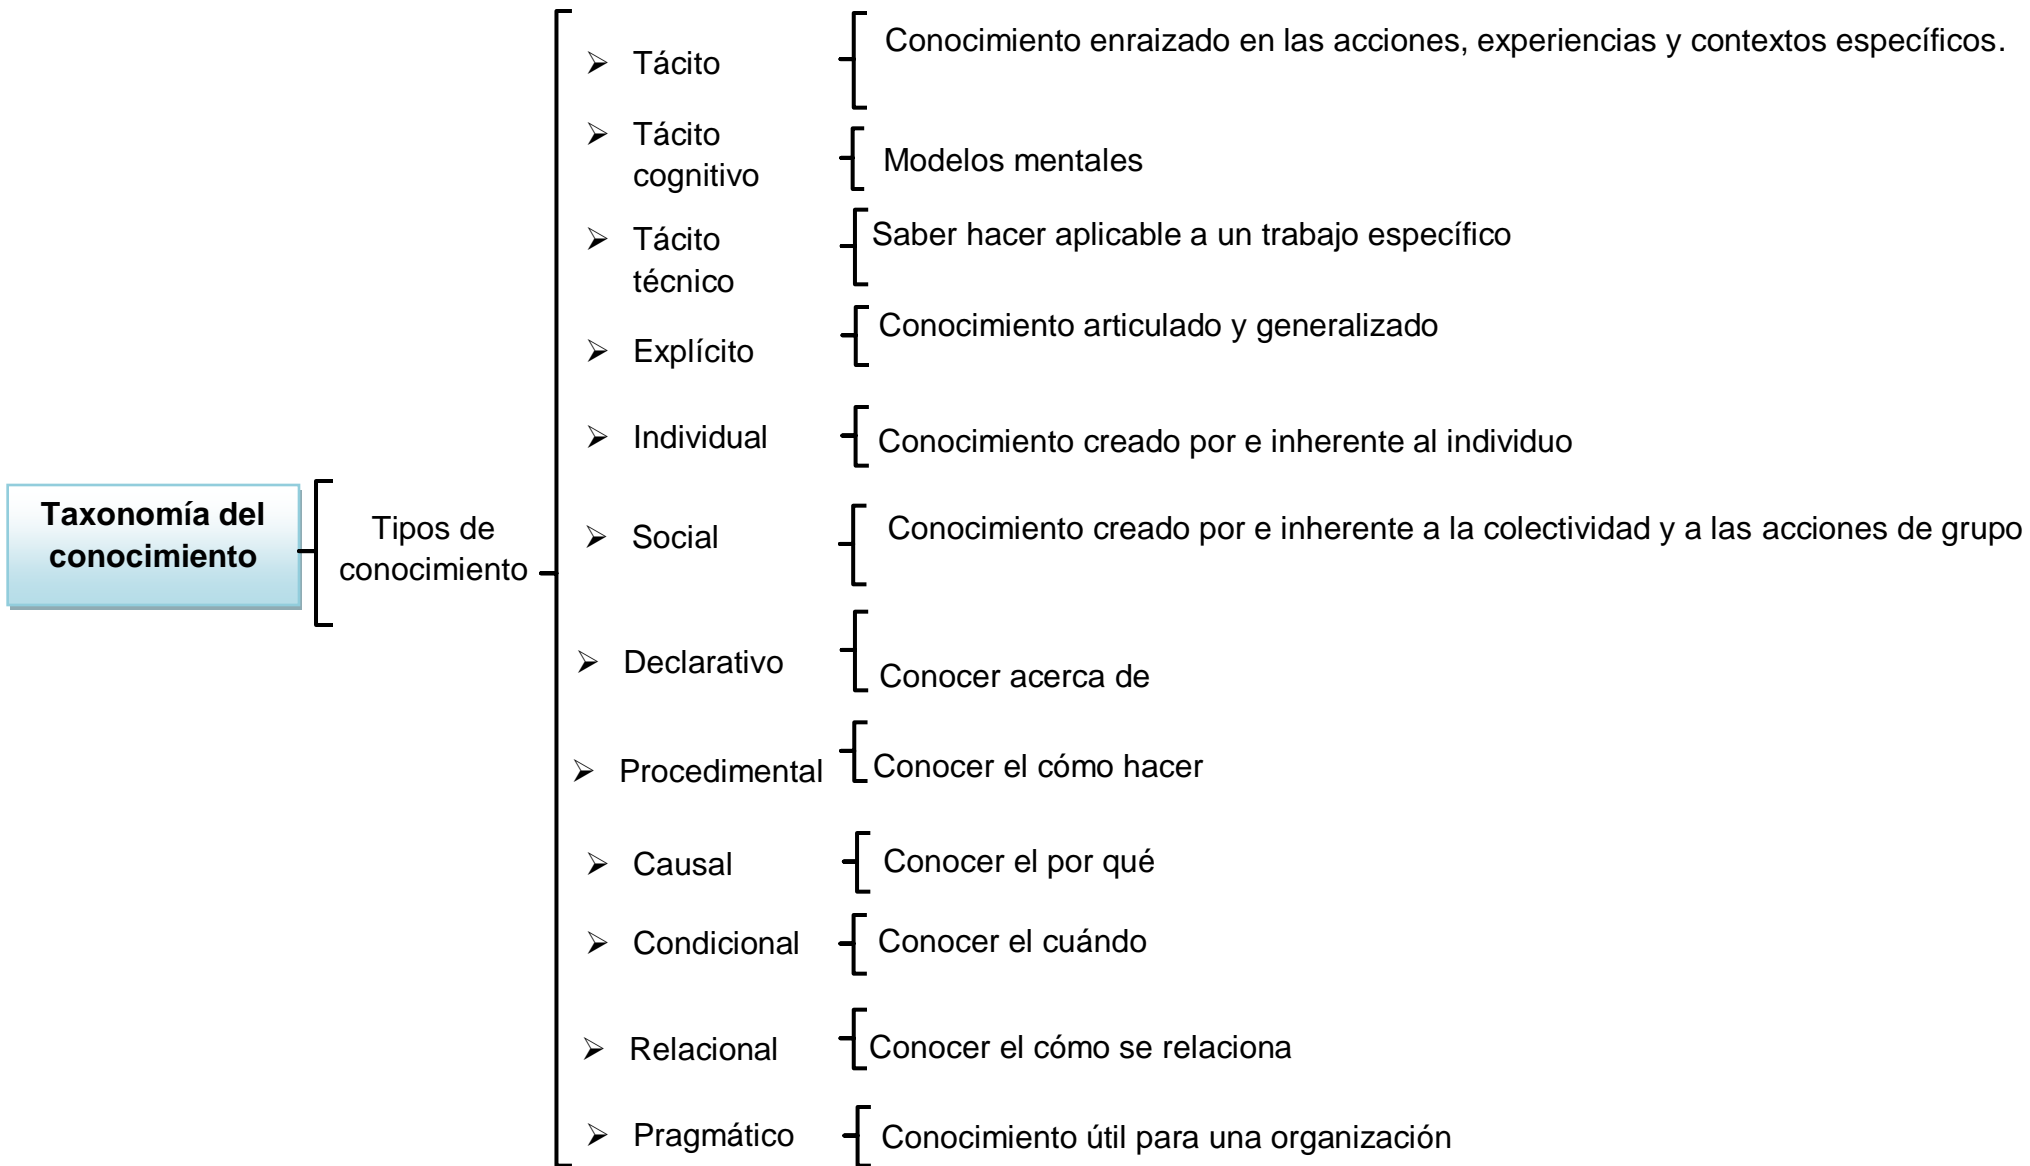 Taxonomía del
conocimiento
Tipos de
conocimiento
Tácito
Conocimiento enraizado en las acciones, experiencias y contextos específicos.
Tácito
cognitivo
Modelos mentales
Tácito
técnico
Saber hacer aplicable a un trabajo específico
Explícito
Conocimiento articulado y generalizado
Individual
Conocimiento creado por e inherente al individuo
Social
Conocimiento creado por e inherente a la colectividad y a las acciones de grupo
Declarativo
Conocer acerca de
Procedimental
Conocer el cómo hacer
Causal
Conocer el por qué
Condicional
Conocer el cuándo
Relacional
Conocer el cómo se relaciona
Pragmático
Conocimiento útil para una organización